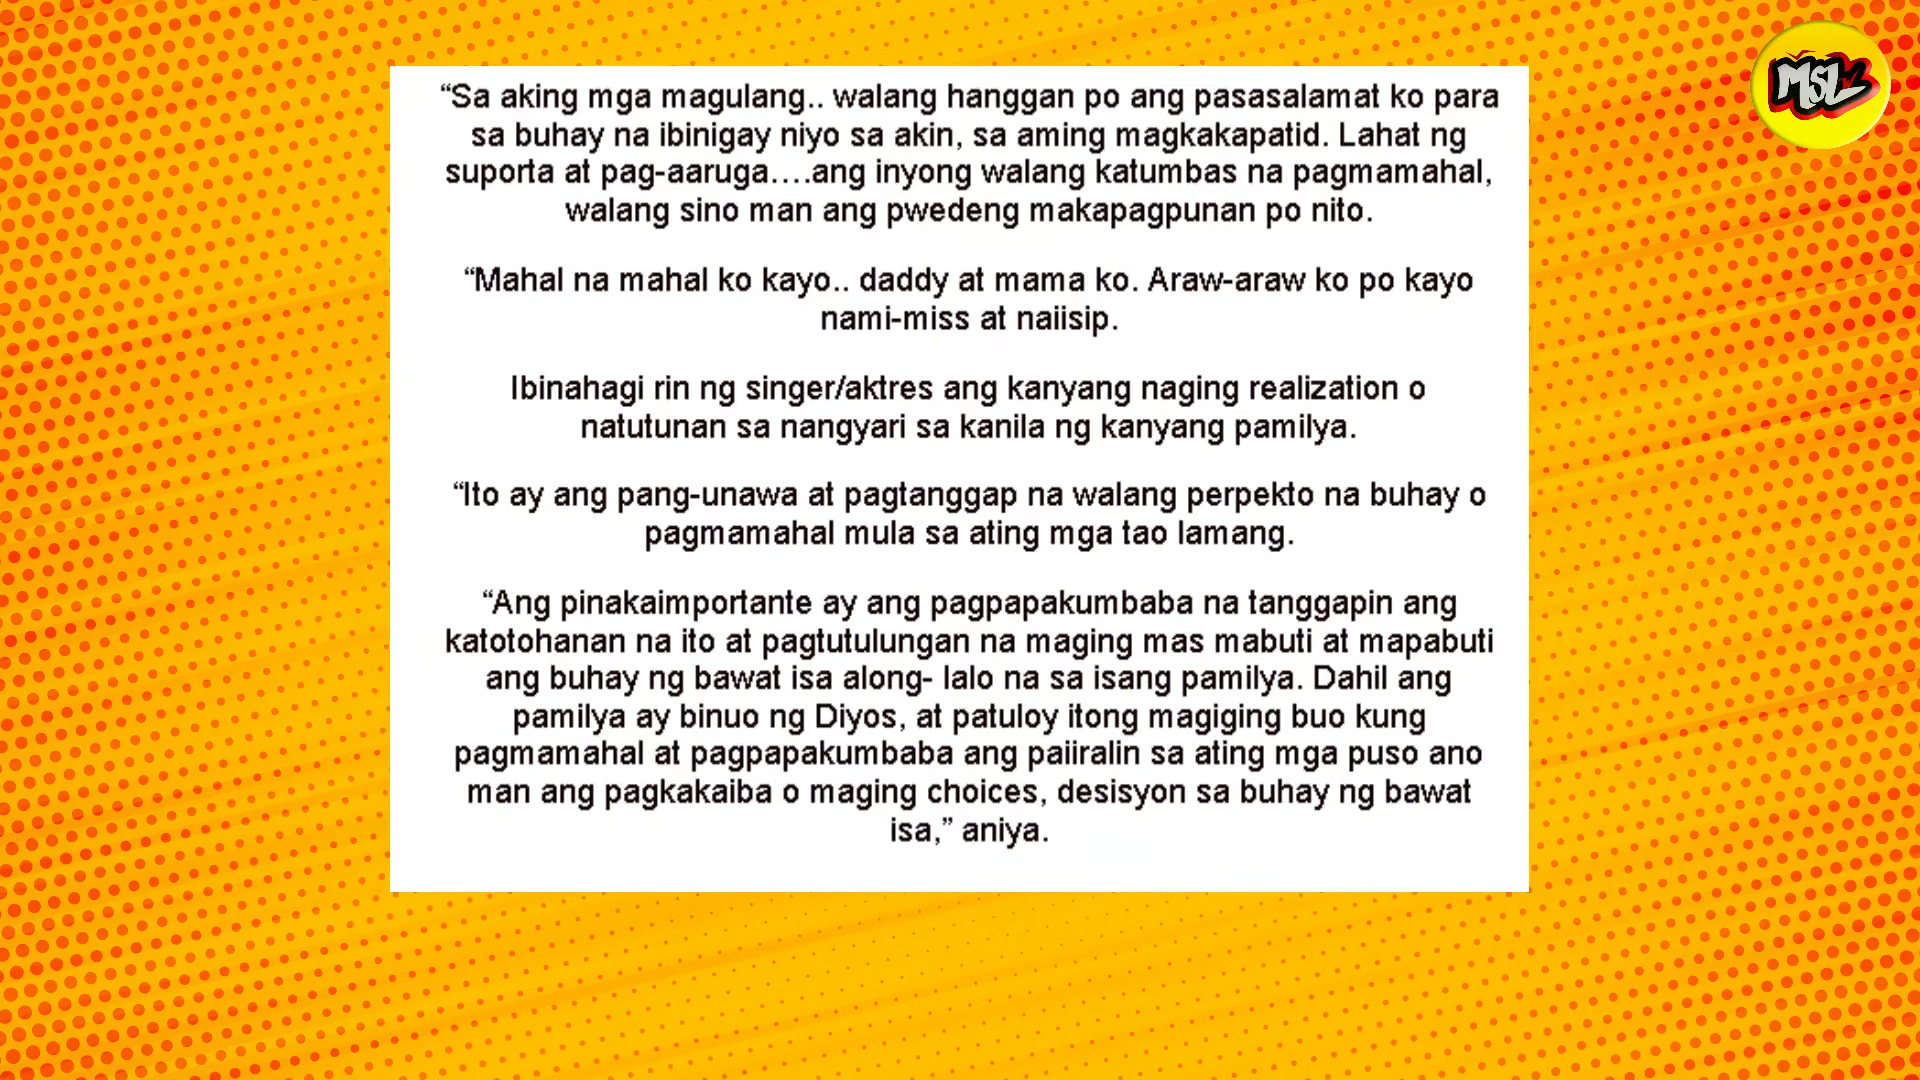 “Sa aking mga magulang.. walang hanggan po ang pasasalamat ko para
sa buhay na ibinigay niyo sa akin, sa aming magkakapatid. Lahat ng
suporta at pag-aaruga….ang inyong walang katumbas na pagmamahal,
walang sino man ang pwedeng makapagpunan po nito.
“Mahal na mahal ko kayo.. daddy at mama ko. Araw-araw ko po kayo
nami-miss at naiisip.
Ibinahagi rin ng singer/aktres ang kanyang naging realization o
natutunan sa nangyari sa kanila ng kanyang pamilya.
“Ito ay ang pang-unawa at pagtanggap na walang perpekto na buhay o
pagmamahal mula sa ating mga tao lamang.
“Ang pinakaimportante ay ang pagpapakumbaba na tanggapin ang
katotohanan na ito at pagtutulungan na maging mas mabuti at mapabuti
ang buhay ng bawat isa along- lalo na sa isang pamilya. Dahil ang
pamilya ay binuo ng Diyos, at patuloy itong magiging buo kung
pagmamahal at pagpapakumbaba ang paiiralin sa ating mga puso ano
man ang pagkakaiba o maging choices, desisyon sa buhay ng bawat
isa,” aniya.
MSL